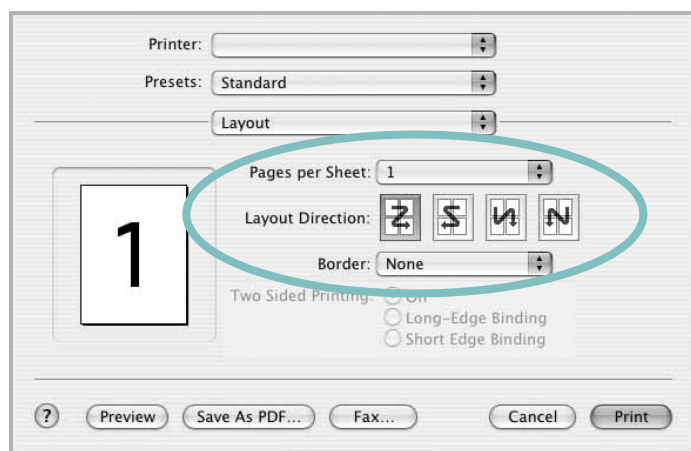 Printer:
Presets: Standard
Layout
Pages per Sheet: 1
Layout Direction:
1
Border: None
Two Sided Printing:
Long-Edge Binding
Short Edge Binding
? Preview Save As PDF... Fax... Cancel Print